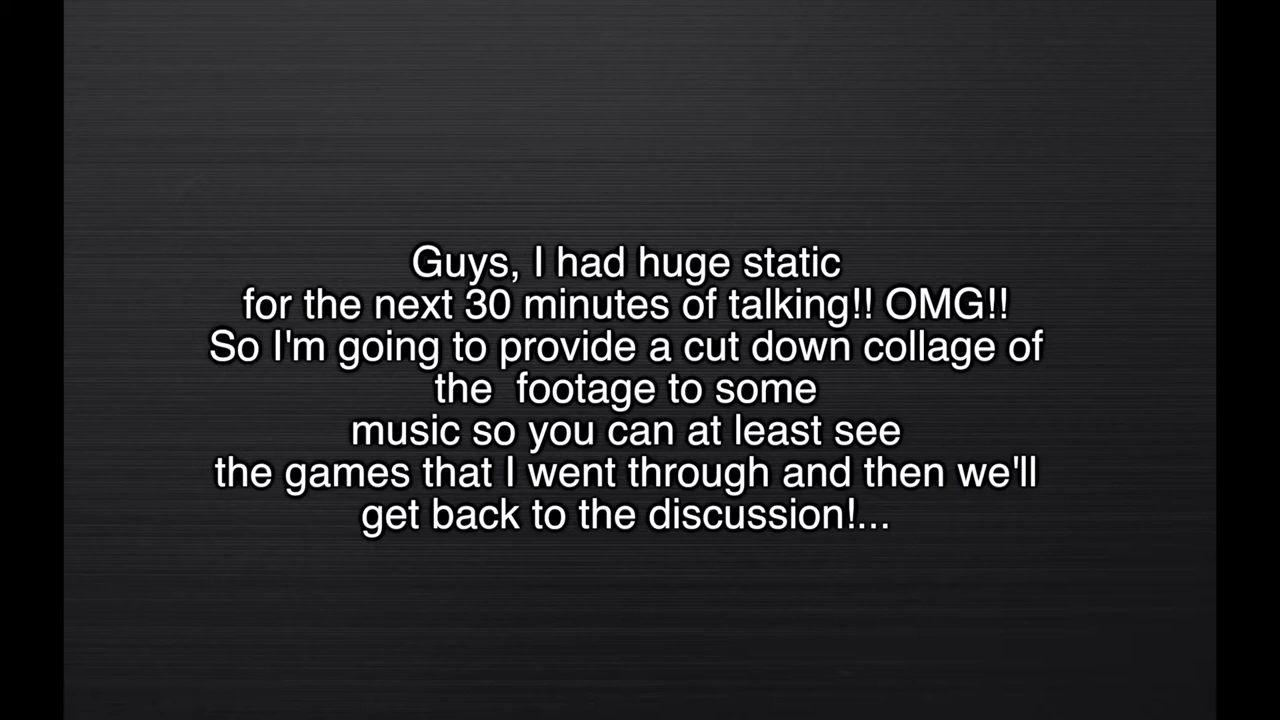 Guys, I had huge static
for the next 30 minutes of talking!! OMG!!
So I'm going to provide a cut down collage of
the  footage to some
music so you can at least see
the games that I went through and then we'll
get back to the discussion!...